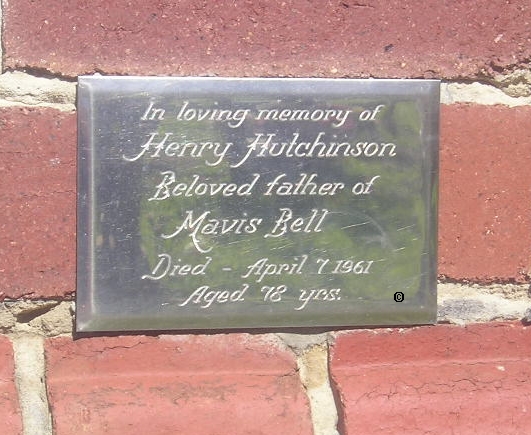 In loving memory of
Henry Hutchinson
Beloved father of
Mavis Bell
Died - April 7 1961
Aged 78 yrs.
©